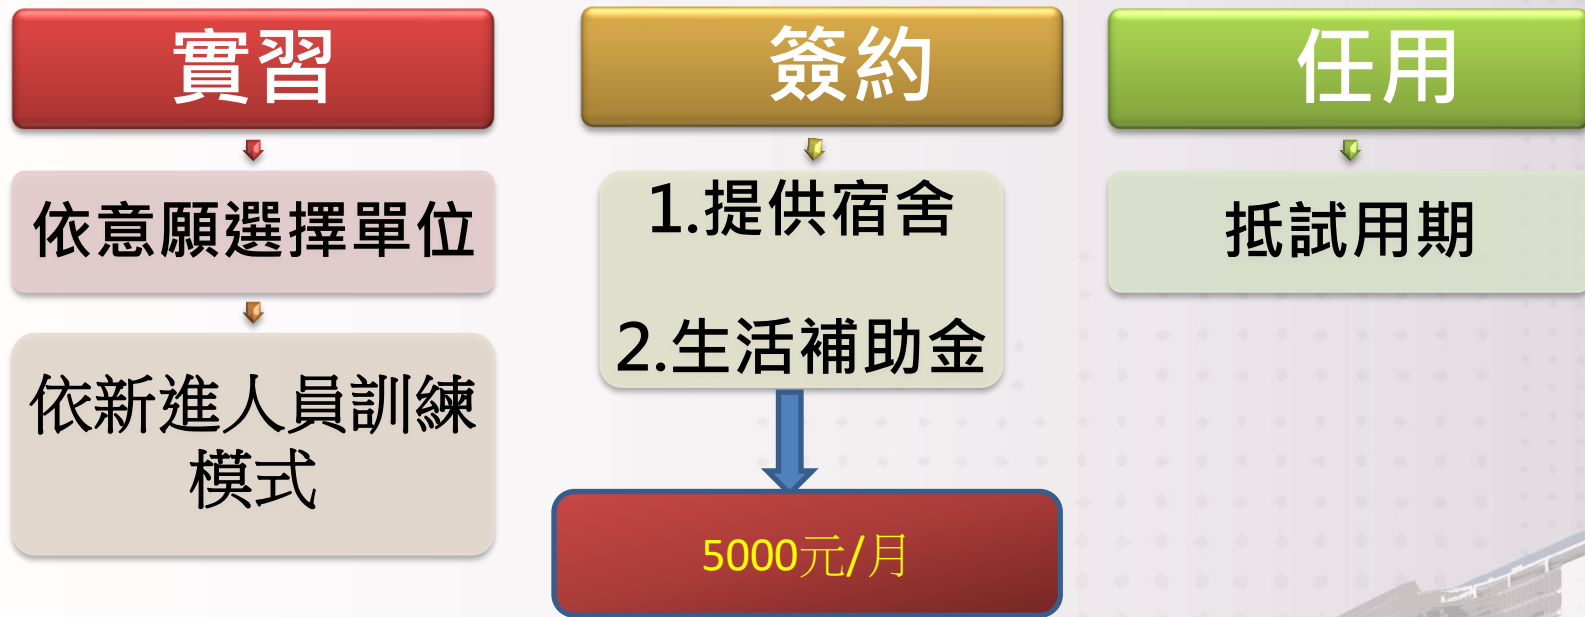 實習
依意願選擇單位
依新進人員訓練
模式
簽約
1.提供宿舍
2.生活補助金
5000元/月
任用
抵試用期